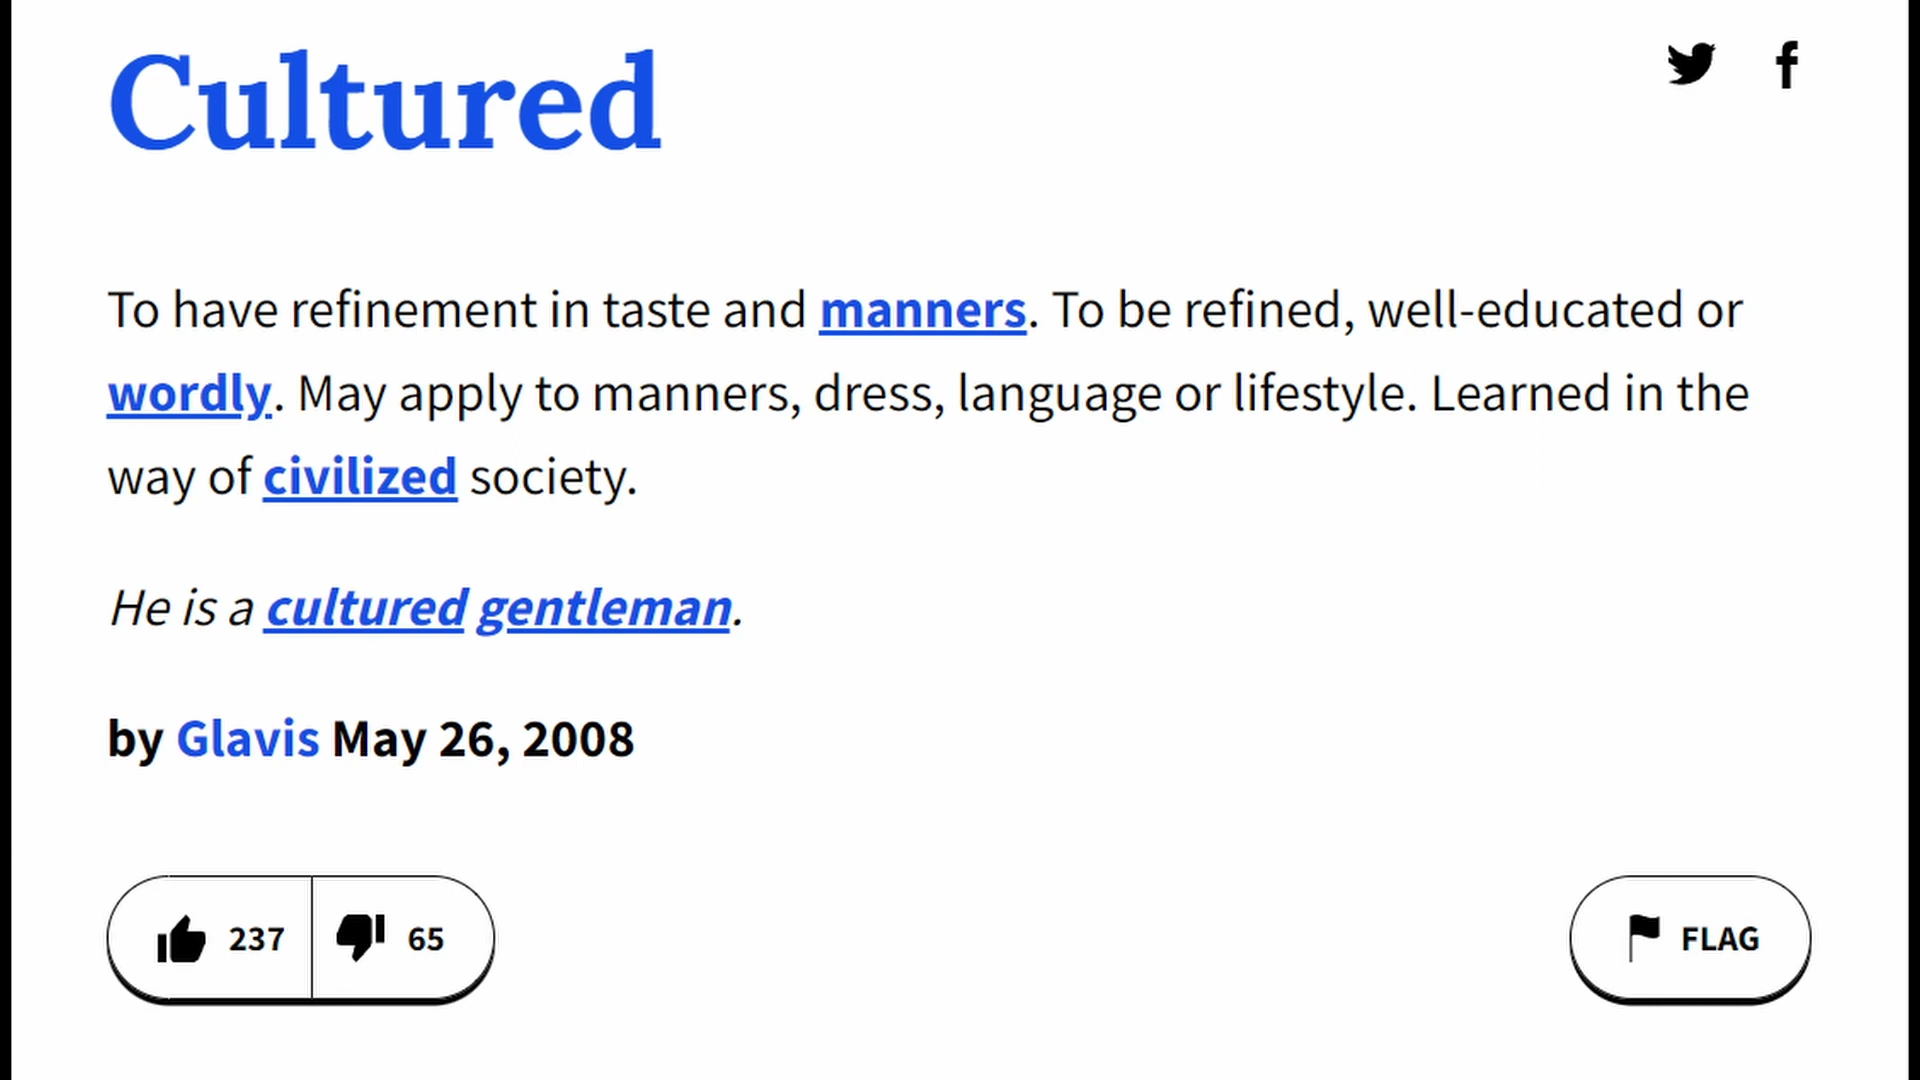 Cultured
To have refinement in taste and manners. To be refined, well-educated or
wordly. May apply to manners, dress, language or lifestyle. Learned in the
way of civilized society.
He is a cultured gentleman.
by Glavis May 26, 2008
237 65 FLAG